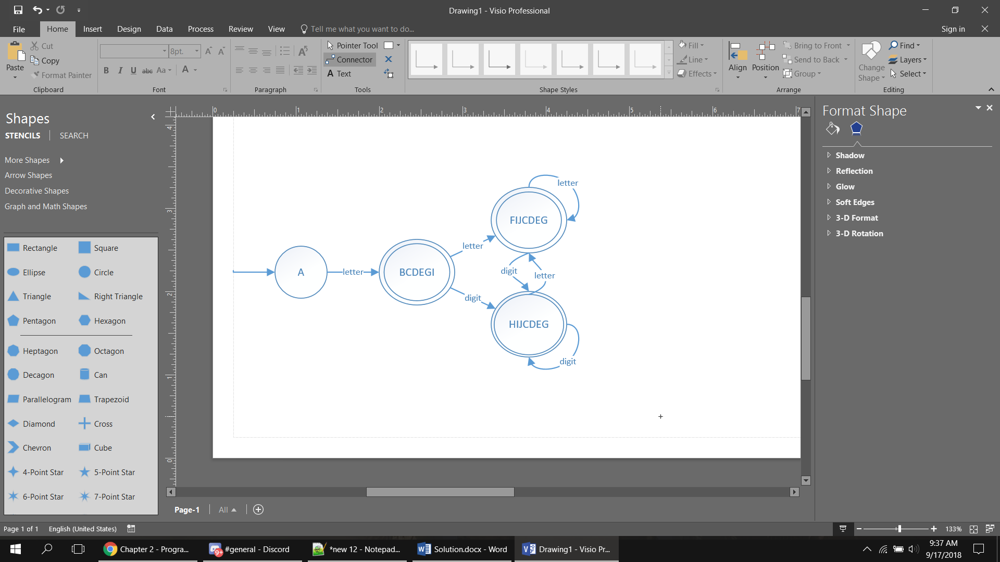 Drawing1 - Visio Professional
File Home Insert Design Data Process Review View Tell me what you want to do... Sign in
Paste
Cut
Copy
Format Painter
Clipboard
8pt.
B I U abc Aa A
Font
Paragraph
Pointer Tool
Connector
A Text
Tools
Shape Styles
Fill
Line
Effects
Align
Position
Bring to Front
Send to Back
Group
Arrange
Change Shape
Find
Layers
Select
Editing
Shapes
STENCILS SEARCH
More Shapes
Arrow Shapes
Decorative Shapes
Graph and Math Shapes
Rectangle Square
Ellipse Circle
Triangle Right Triangle
Pentagon Hexagon
Heptagon Octagon
Decagon Can
Parallelogram Trapezoid
Diamond Cross
Chevron Cube
4-Point Star 5-Point Star
6-Point Star 7-Point Star
0 1 2 3 4 5 6 7
4
3
2
1
0
letter
FIJCDEG
letter
A
letter
BCDEGI
digit
letter
digit
HIJCDEG
digit
Format Shape
Shadow
Reflection
Glow
Soft Edges
3-D Format
3-D Rotation
Page-1 All
Page 1 of 1 English (United States) 133%
Chapter 2 - Progra... 9+ #general - Discord *new 12 - Notepad... Solution.docx - Word Drawing1 - Visio Pr...
9:37 AM
9/17/2018